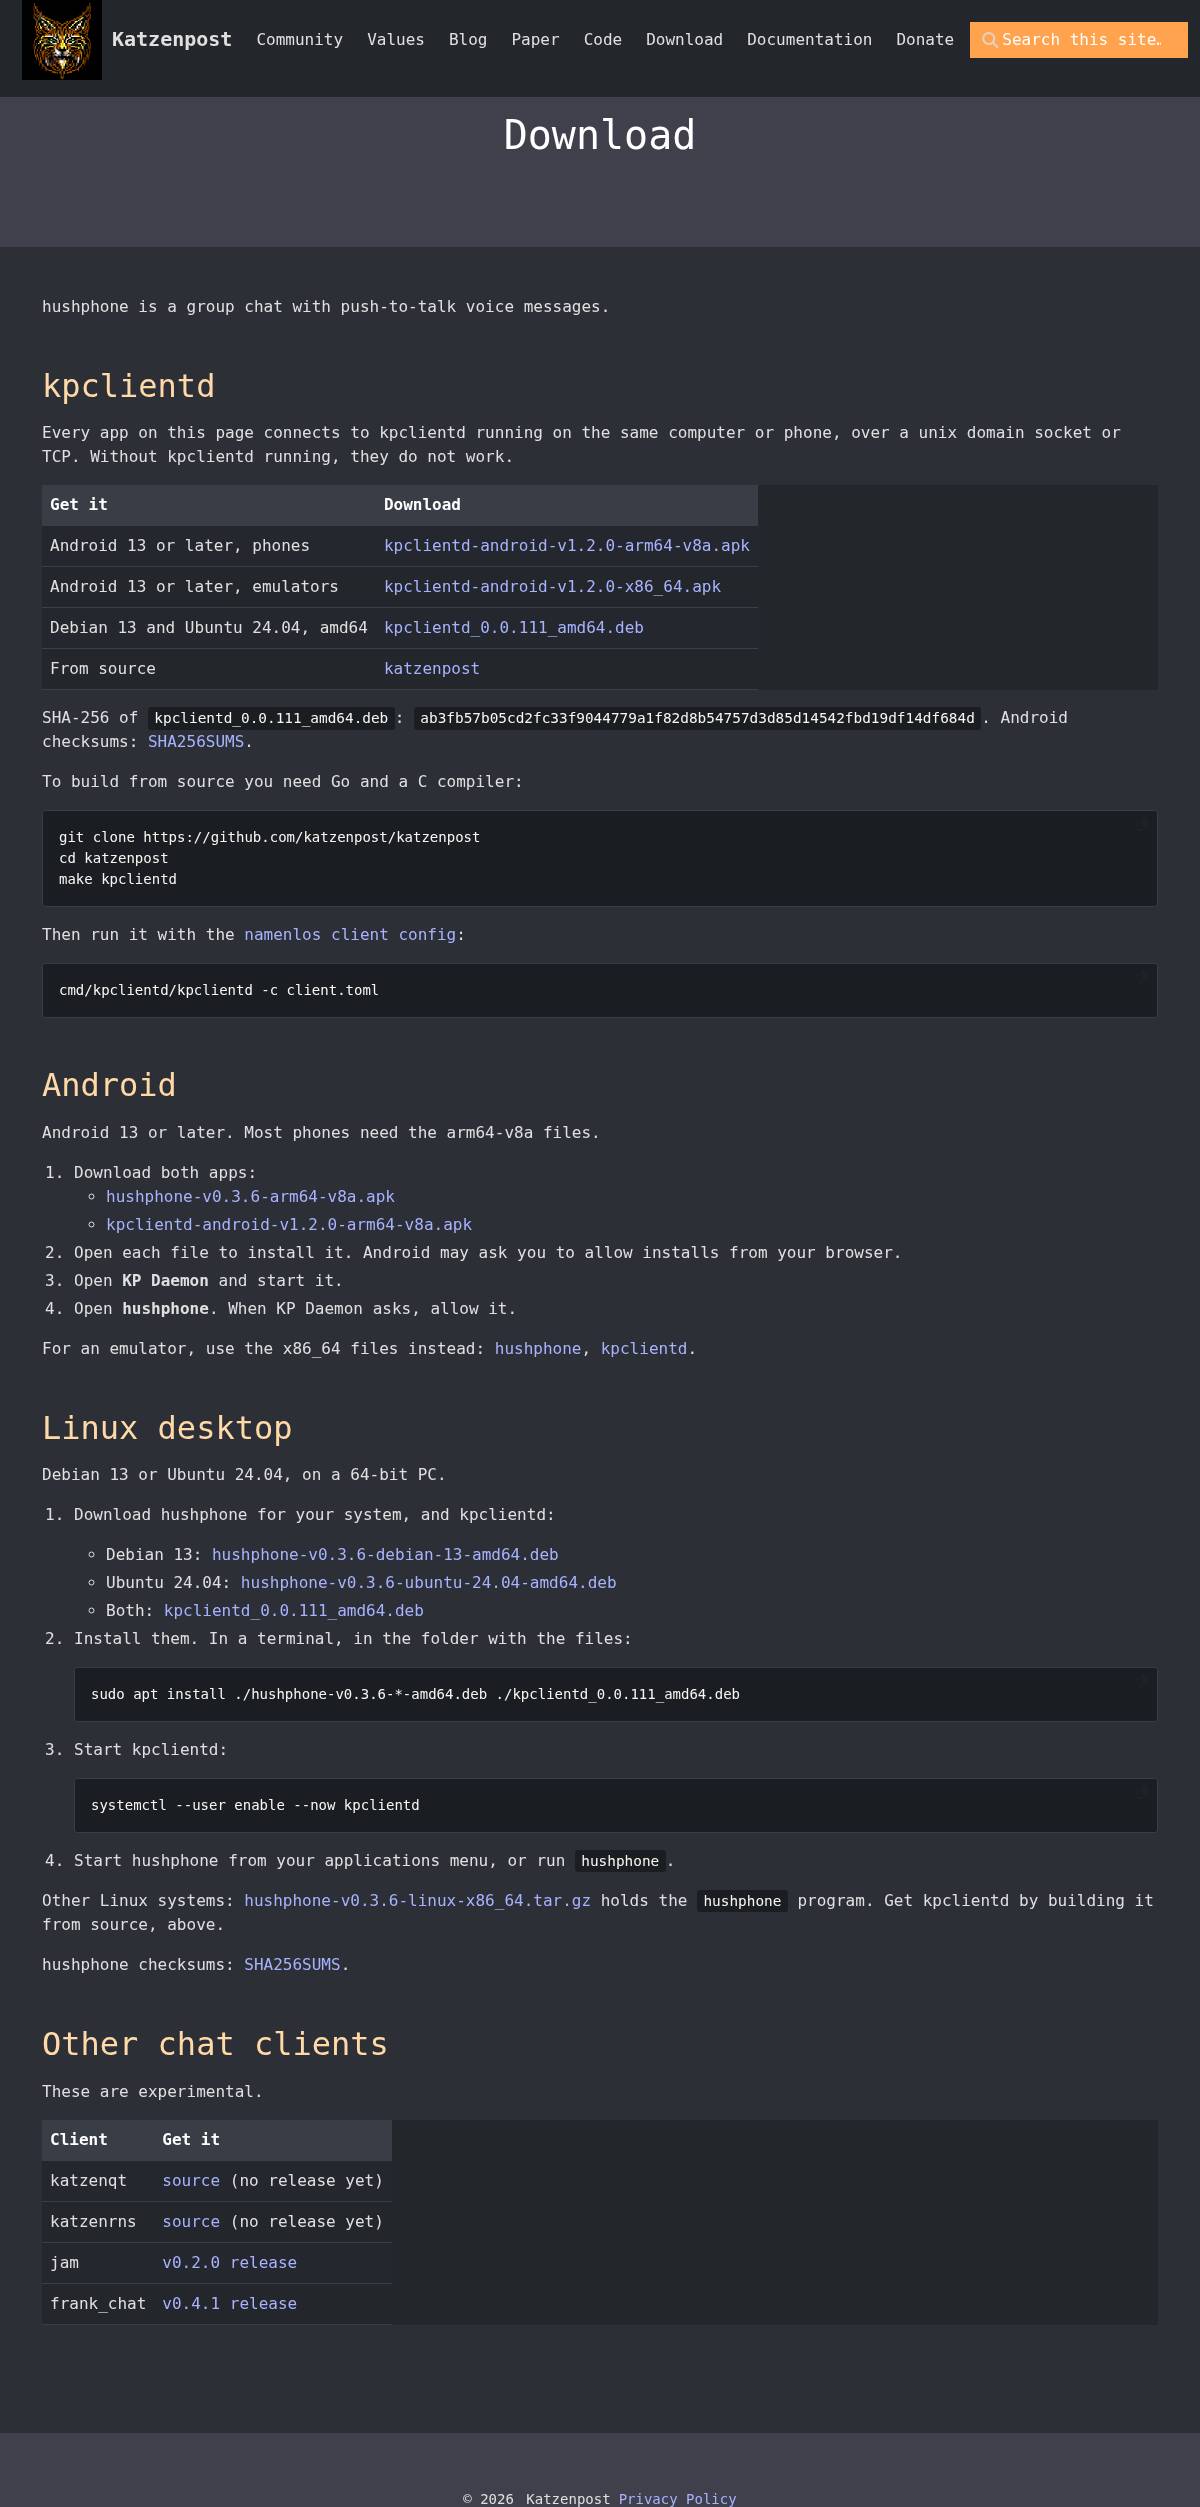 Katzenpost Community Values Blog Paper Code Download Documentation Donate Search this site…
Download
hushphone is a group chat with push-to-talk voice messages.
kpclientd
Every app on this page connects to kpclientd running on the same computer or phone, over a unix domain socket or
TCP. Without kpclientd running, they do not work.
Get it Download
Android 13 or later, phones kpclientd-android-v1.2.0-arm64-v8a.apk
Android 13 or later, emulators kpclientd-android-v1.2.0-x86_64.apk
Debian 13 and Ubuntu 24.04, amd64 kpclientd_0.0.111_amd64.deb
From source katzenpost
SHA-256 of kpclientd_0.0.111_amd64.deb: ab3fb57b05cd2fc33f9044779a1f82d8b54757d3d85d14542fbd19df14df684d. Android
checksums: SHA256SUMS.
To build from source you need Go and a C compiler:
git clone https://github.com/katzenpost/katzenpost
cd katzenpost
make kpclientd
Then run it with the namenlos client config:
cmd/kpclientd/kpclientd -c client.toml
Android
Android 13 or later. Most phones need the arm64-v8a files.
1. Download both apps:
◦ hushphone-v0.3.6-arm64-v8a.apk
◦ kpclientd-android-v1.2.0-arm64-v8a.apk
2. Open each file to install it. Android may ask you to allow installs from your browser.
3. Open KP Daemon and start it.
4. Open hushphone. When KP Daemon asks, allow it.
For an emulator, use the x86_64 files instead: hushphone, kpclientd.
Linux desktop
Debian 13 or Ubuntu 24.04, on a 64-bit PC.
1. Download hushphone for your system, and kpclientd:
◦ Debian 13: hushphone-v0.3.6-debian-13-amd64.deb
◦ Ubuntu 24.04: hushphone-v0.3.6-ubuntu-24.04-amd64.deb
◦ Both: kpclientd_0.0.111_amd64.deb
2. Install them. In a terminal, in the folder with the files:
sudo apt install ./hushphone-v0.3.6-*-amd64.deb ./kpclientd_0.0.111_amd64.deb
3. Start kpclientd:
systemctl --user enable --now kpclientd
4. Start hushphone from your applications menu, or run hushphone.
Other Linux systems: hushphone-v0.3.6-linux-x86_64.tar.gz holds the hushphone program. Get kpclientd by building it
from source, above.
hushphone checksums: SHA256SUMS.
Other chat clients
These are experimental.
Client Get it
katzenqt source (no release yet)
katzenrns source (no release yet)
jam v0.2.0 release
frank_chat v0.4.1 release
© 2026 Katzenpost Privacy Policy